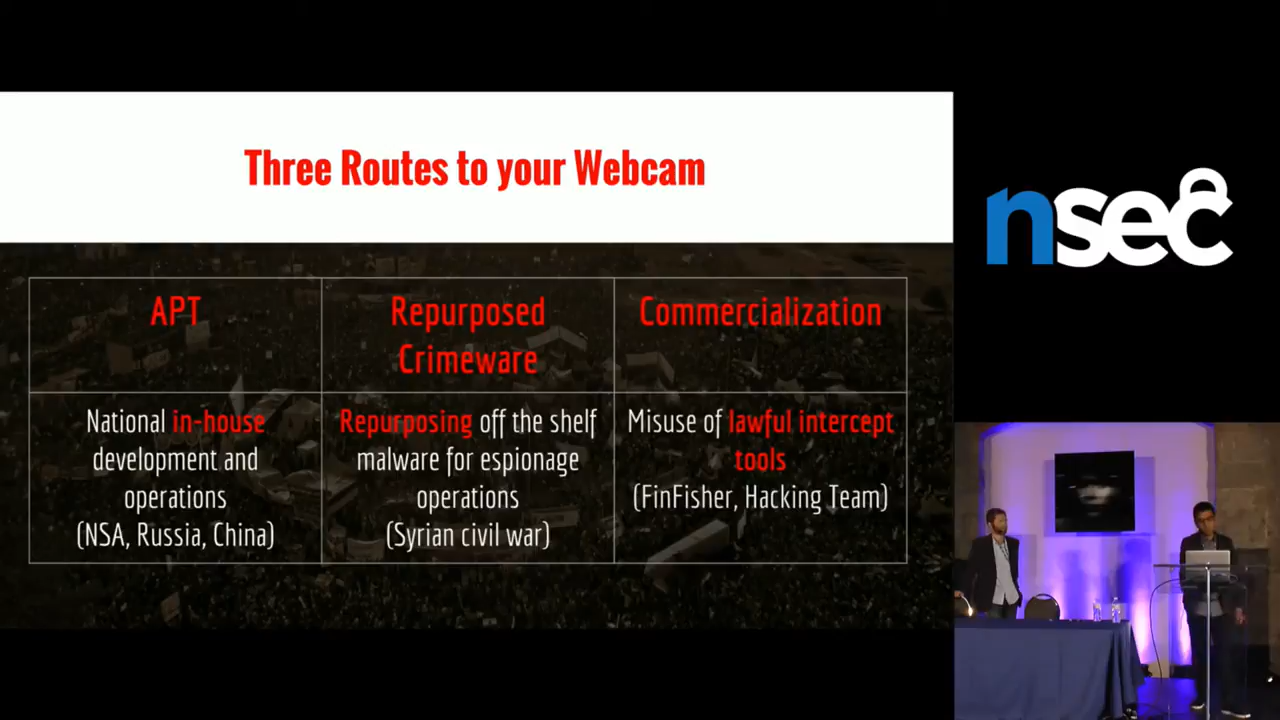 Three Routes to your Webcam
nsec
APT
Repurposed
Crimeware
Commercialization
National in-house
development and
operations
(NSA, Russia, China)
Repurposing off the shelf
malware for espionage
operations
(Syrian civil war)
Misuse of lawful intercept
tools
(FinFisher, Hacking Team)